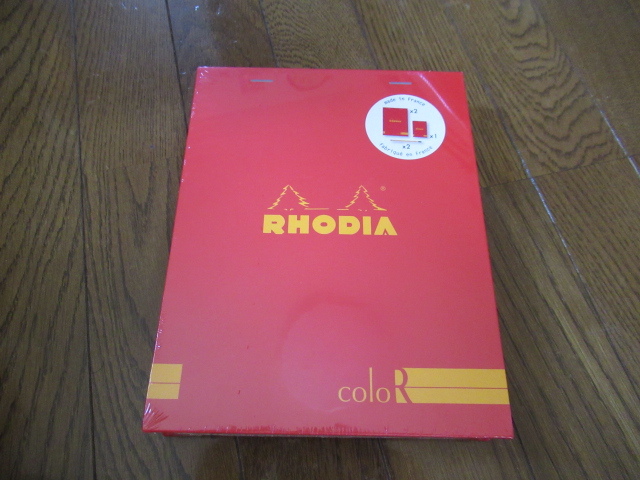 Made in France
x2
x1
x2
Fabriqué en France
RHODIA®
coloR